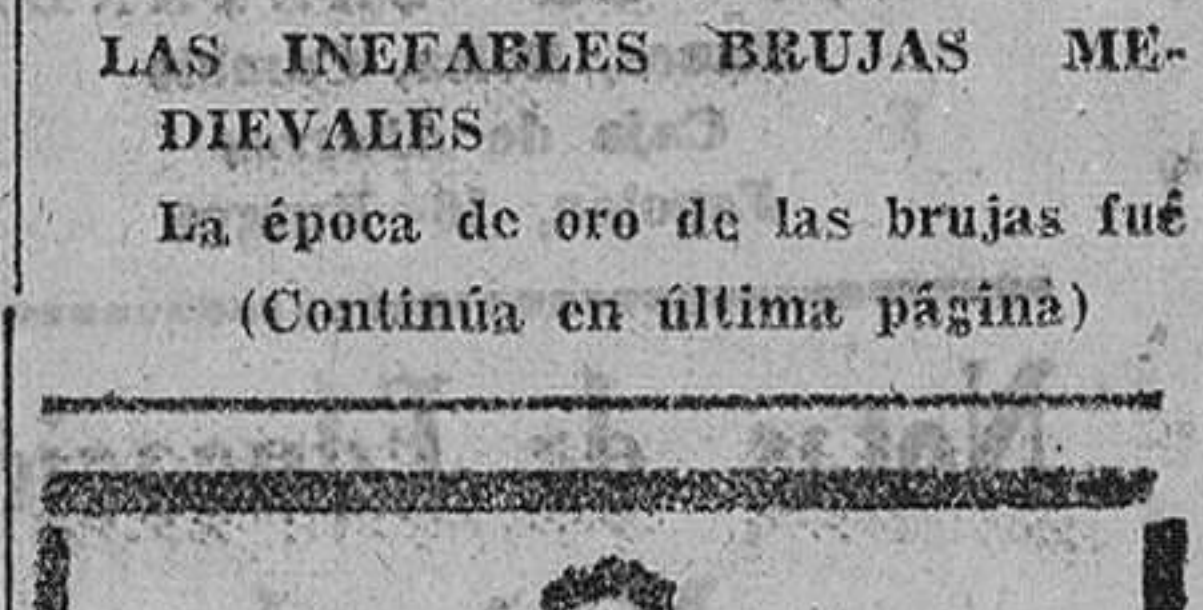 LAS INEFABLES BRUJAS ME-
DIEVALES
La época de oro de las brujas fué
(Continúa en última página)